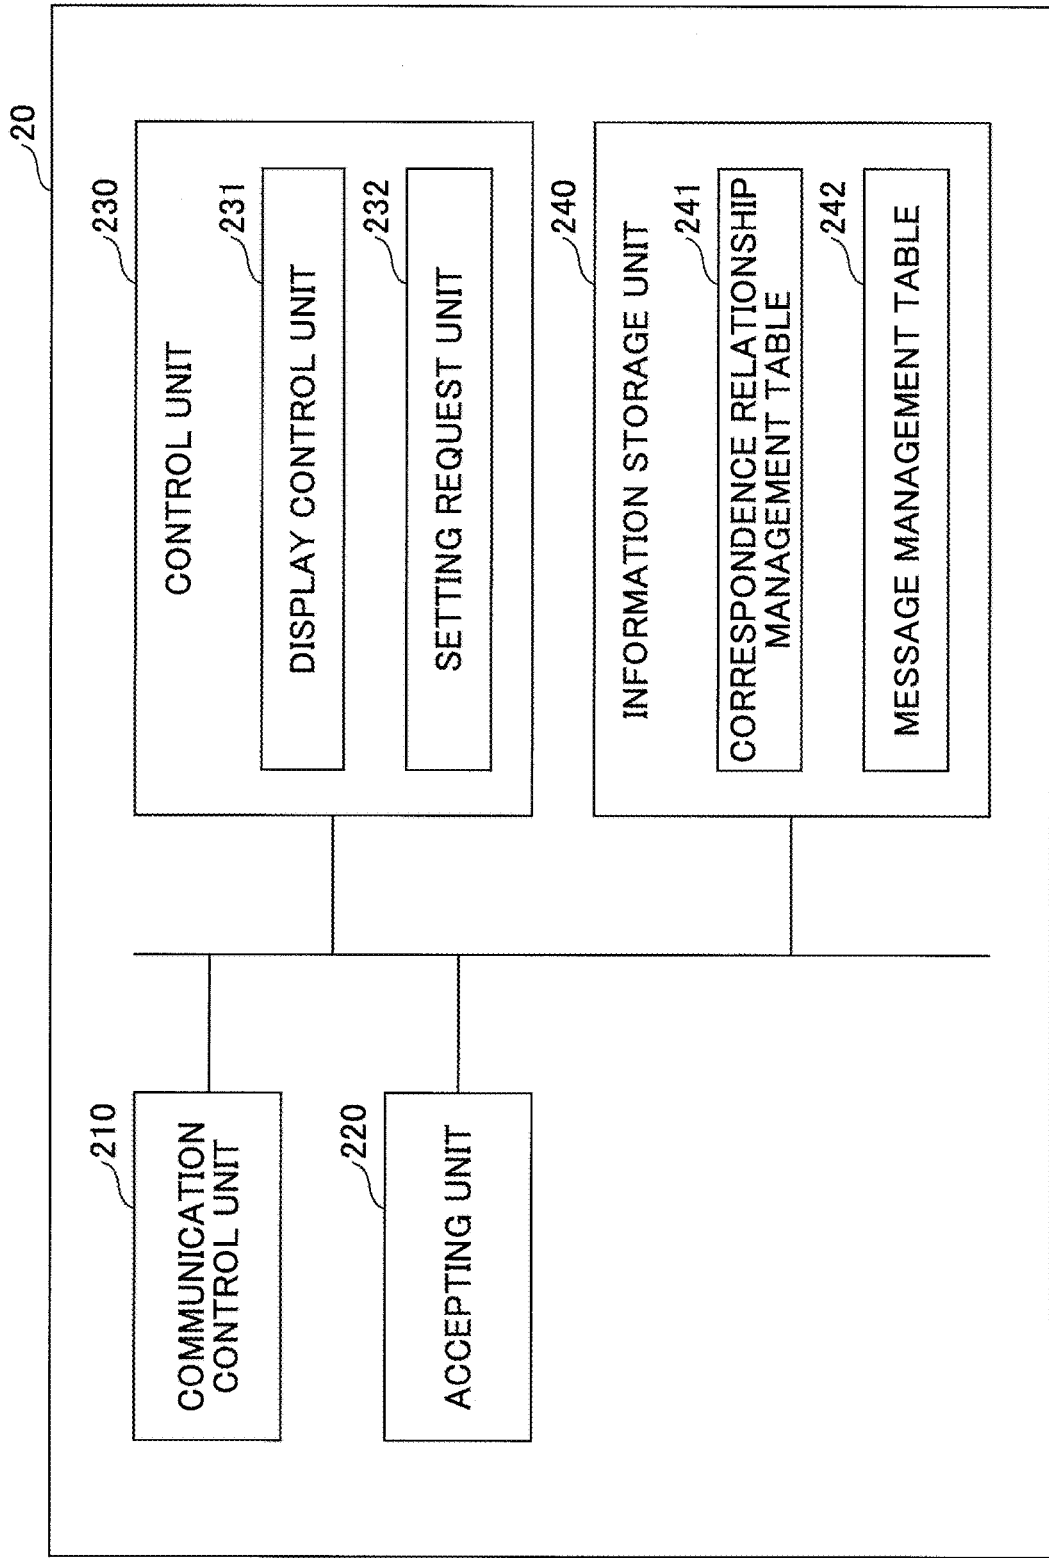 20
210
COMMUNICATION
CONTROL UNIT
220
ACCEPTING UNIT
230
CONTROL UNIT
231
DISPLAY CONTROL UNIT
232
SETTING REQUEST UNIT
240
INFORMATION STORAGE UNIT
241
CORRESPONDENCE RELATIONSHIP
MANAGEMENT TABLE
242
MESSAGE MANAGEMENT TABLE